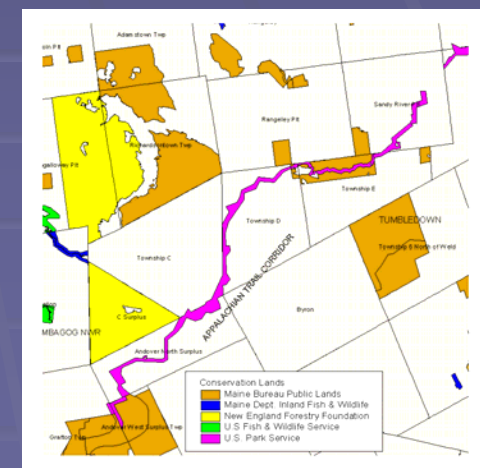 Adamstown Twp
Rangeley
Sandy River
Rangeley Plt
Richardsontown Twp
Township E
Township D
TUMBLEDOWN
Township 6 North of Weld
Township C
APPALACHIAN TRAIL CORRIDOR
Byron
C Surplus
MBAGOG NWR
Andover North Surplus
Andover West Surplus Twp
Grafton Twp
Conservation Lands
Maine Bureau Public Lands
Maine Dept. Inland Fish & Wildlife
New England Forestry Foundation
U.S Fish & Wildlife Service
U.S. Park Service